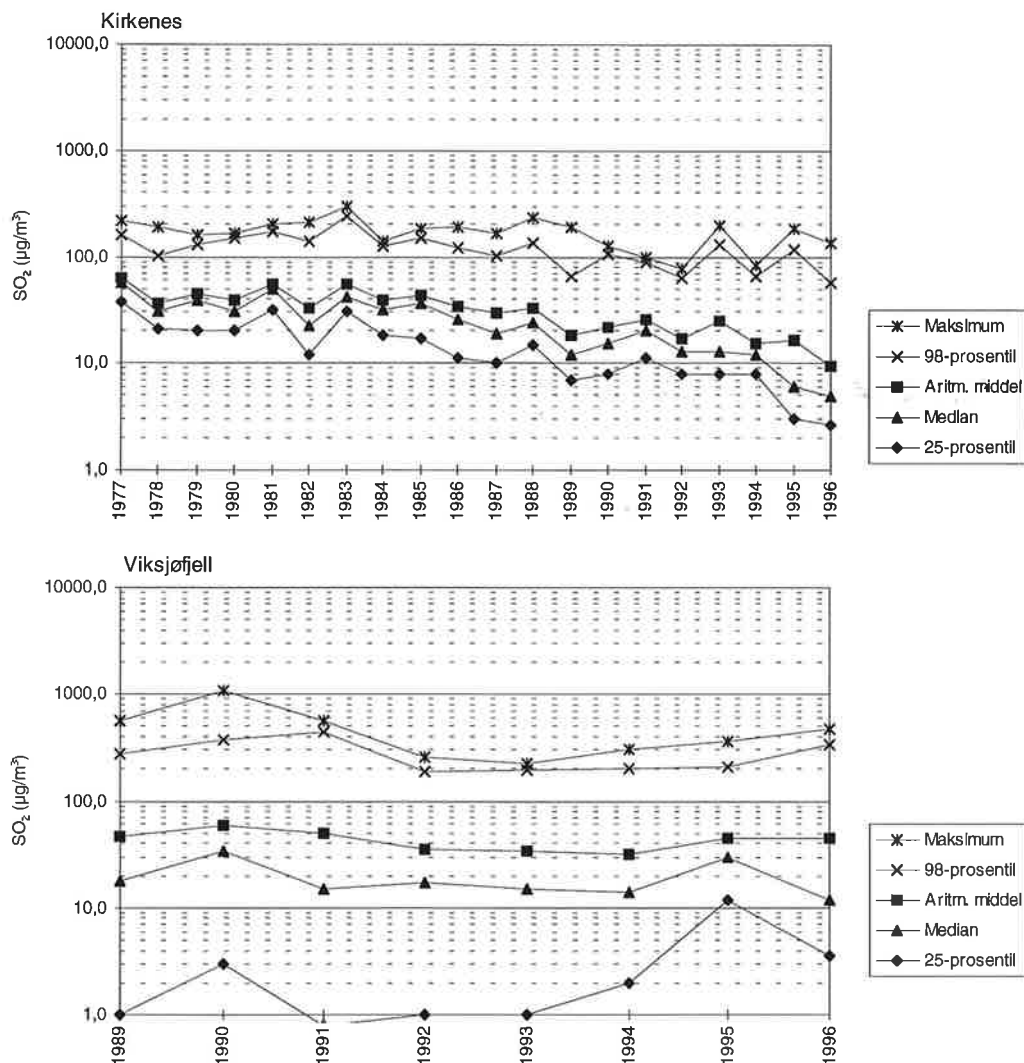 Kirkenes
10000,0
1000,0
100,0
10,0
1,0
SO₂ (µg/m³)
1977 1978 1979 1980 1981 1982 1983 1984 1985 1986 1987 1988 1989 1990 1991 1992 1993 1994 1995 1996
Maksimum
98-prosentil
Aritm. middel
Median
25-prosentil
Viksjøfjell
10000,0
1000,0
100,0
10,0
1,0
SO₂ (µg/m³)
1989 1990 1991 1992 1993 1994 1995 1996
Maksimum
98-prosentil
Aritm. middel
Median
25-prosentil